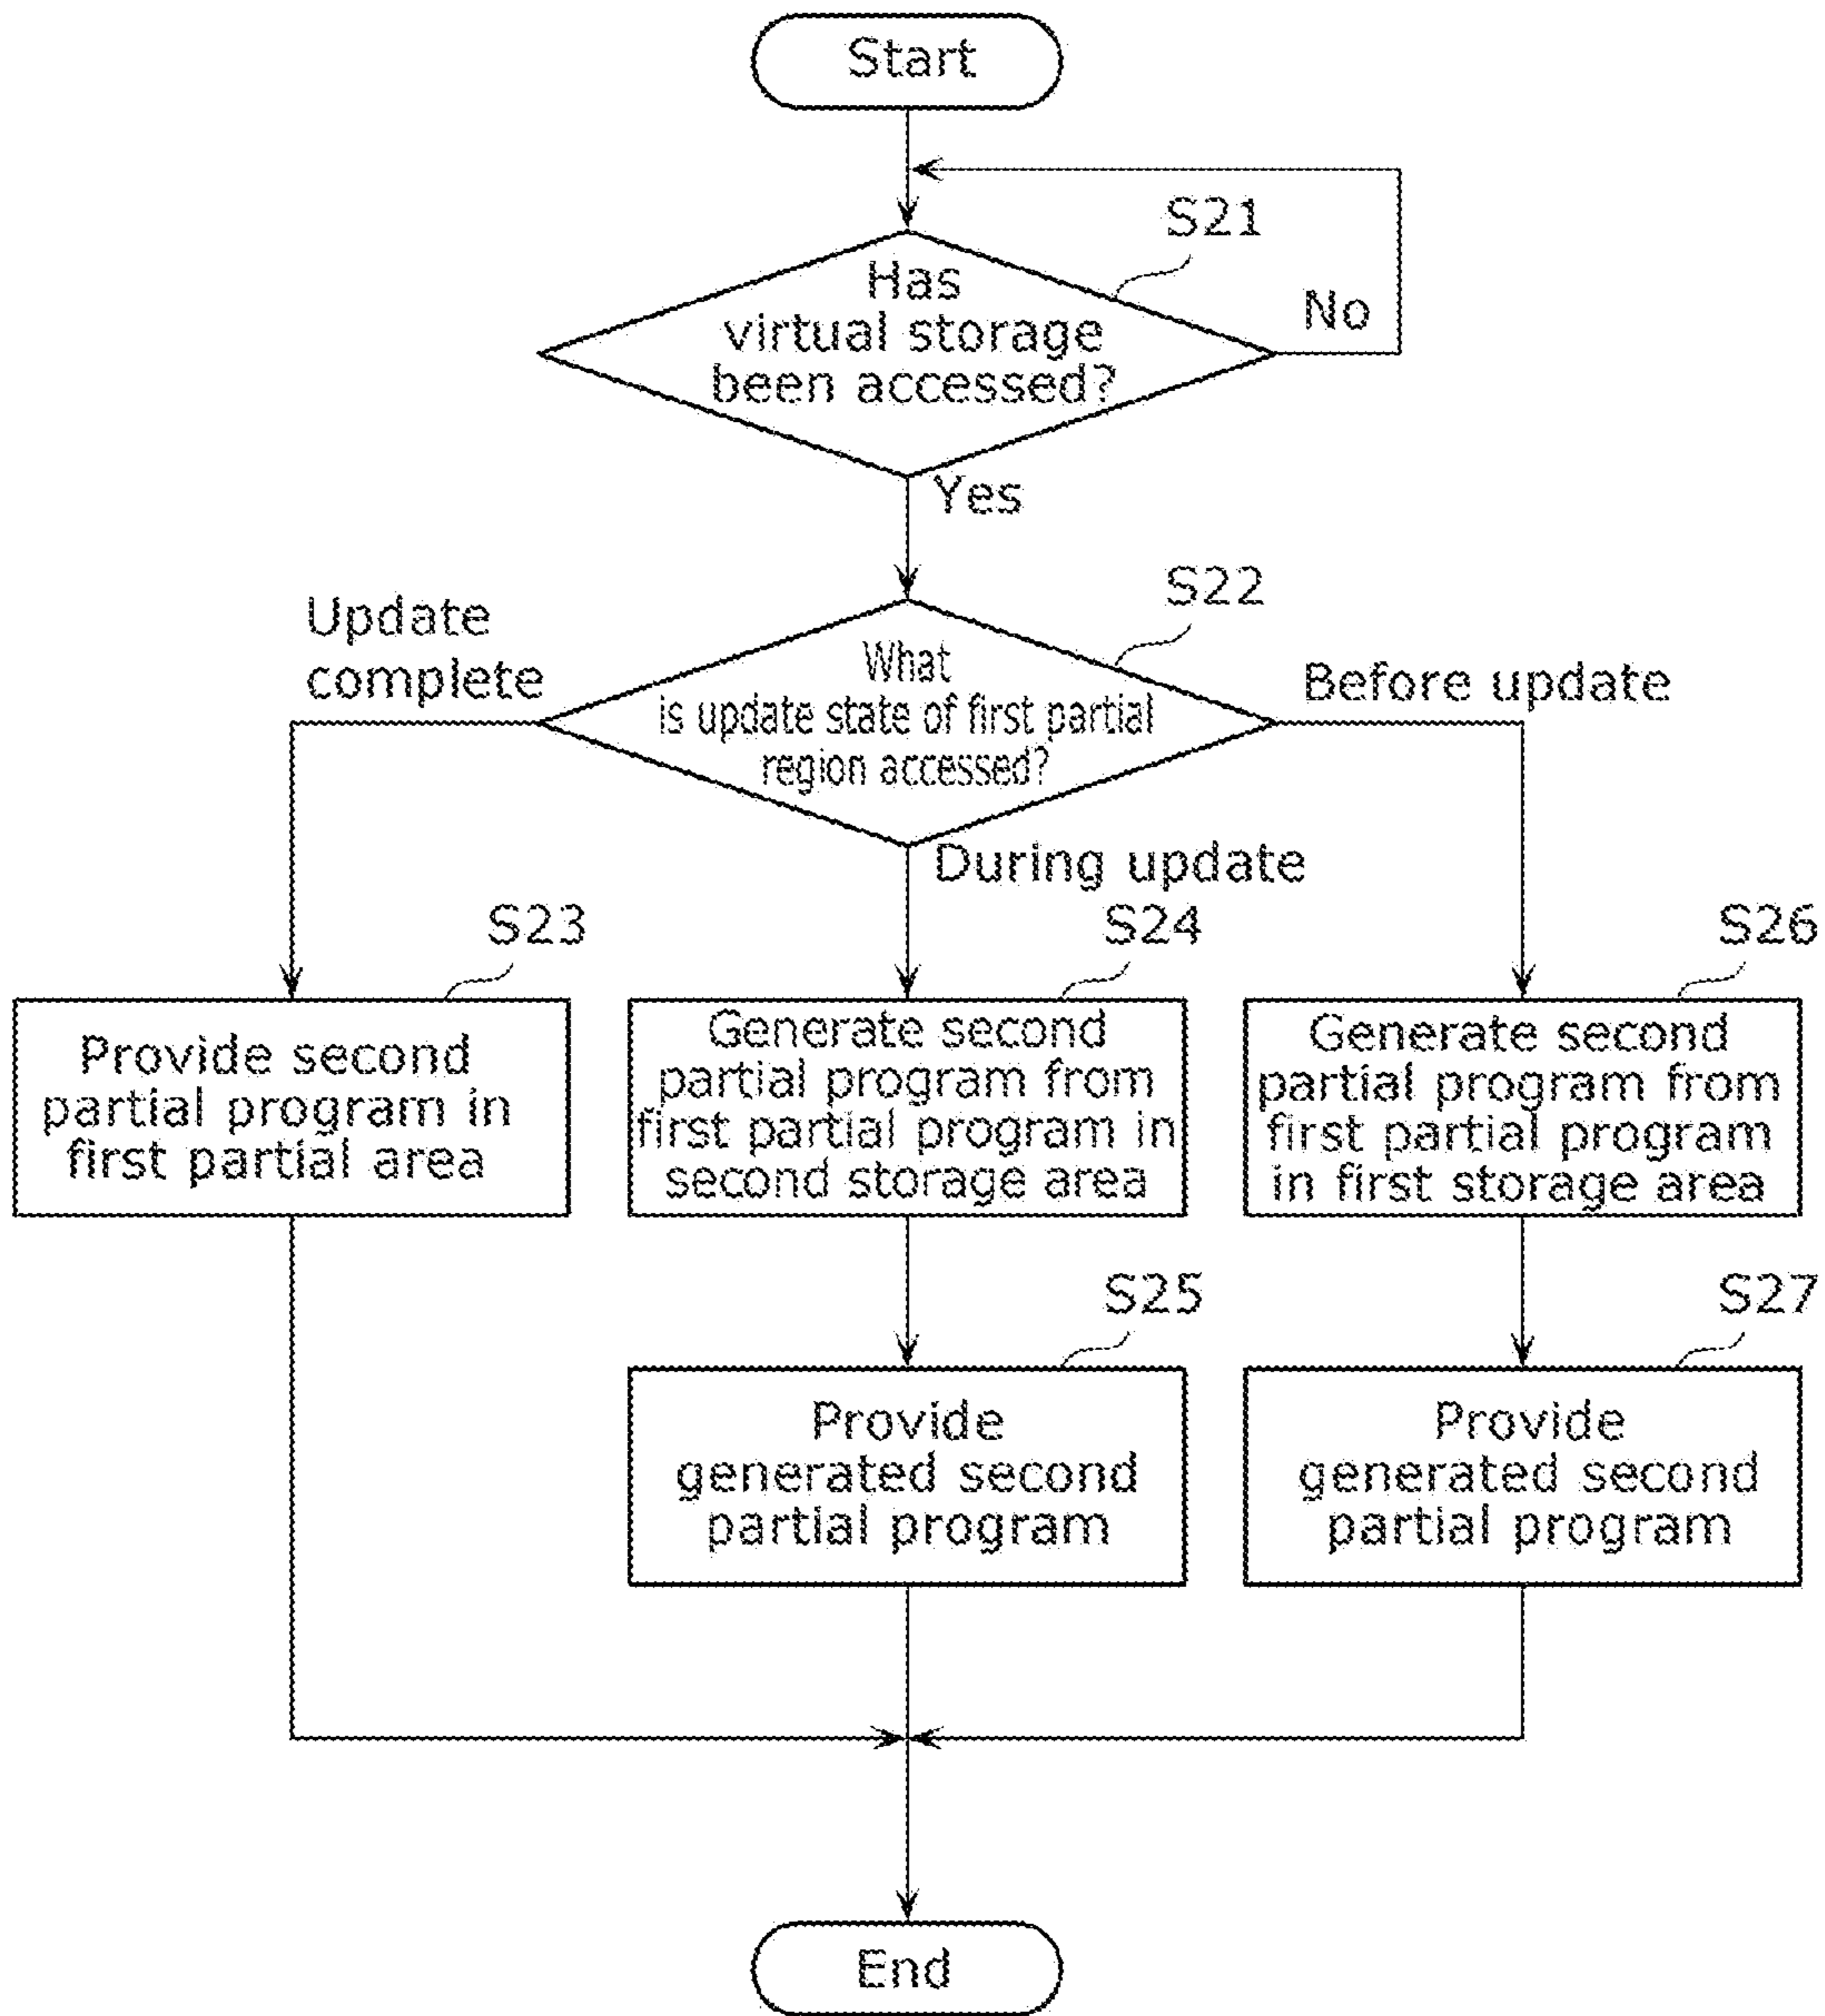 Start
S21
Has
virtual storage
been accessed?
No
Yes
S22
Update
complete
What
is update state of first partial
region accessed?
Before update
During update
S23
S24
S26
Provide second
partial program in
first partial area
Generate second
partial program from
first partial program in
second storage area
Generate second
partial program from
first partial program
in first storage area
S25
S27
Provide
generated second
partial program
Provide
generated second
partial program
End